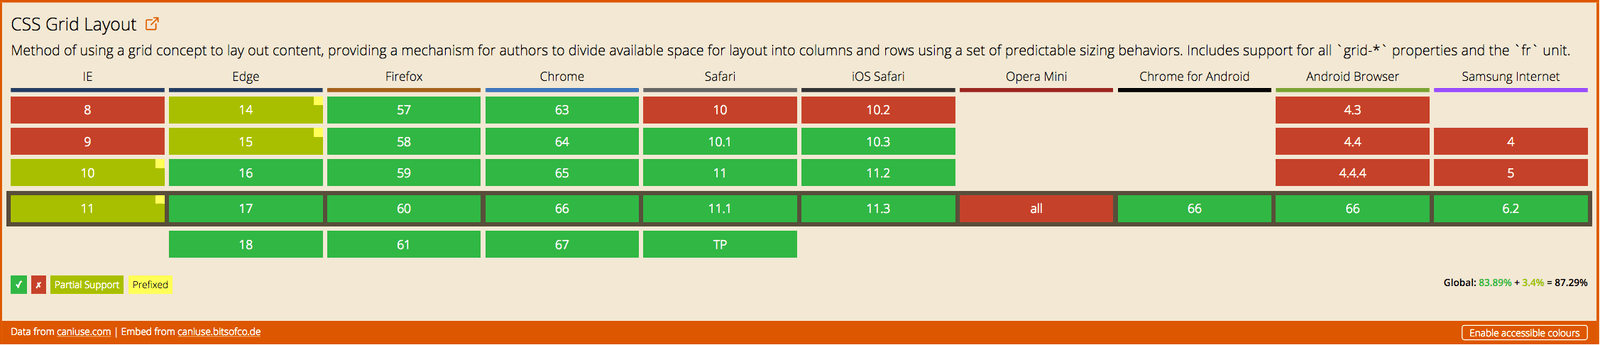 CSS Grid Layout
Method of using a grid concept to lay out content, providing a mechanism for authors to divide available space for layout into columns and rows using a set of predictable sizing behaviors. Includes support for all `grid-*` properties and the `fr` unit.
IE Edge Firefox Chrome Safari iOS Safari Opera Mini Chrome for Android Android Browser Samsung Internet
8 14 57 63 10 10.2 4.3
9 15 58 64 10.1 10.3 4.4 4
10 16 59 65 11 11.2 4.4.4 5
11 17 60 66 11.1 11.3 all 66 66 6.2
18 61 67 TP
✓ ✗ Partial Support Prefixed Global: 83.89% + 3.4% = 87.29%
Data from caniuse.com | Embed from caniuse.bitsofco.de Enable accessible colours